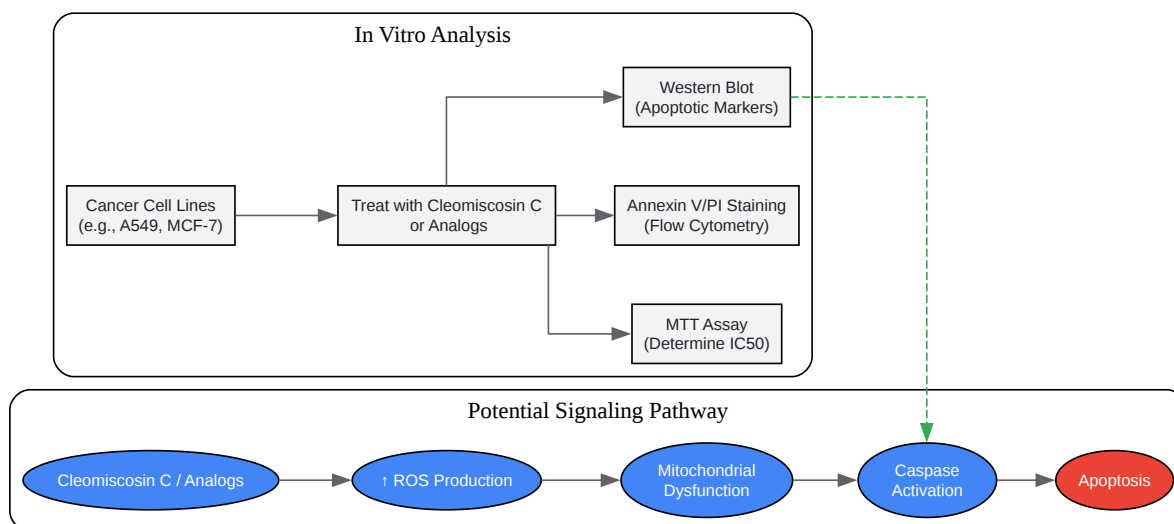 In Vitro Analysis
Western Blot
(Apoptotic Markers)
Cancer Cell Lines
(e.g., A549, MCF-7)
Treat with Cleomiscosin C
or Analogs
Annexin V/PI Staining
(Flow Cytometry)
MTT Assay
(Determine IC50)
Potential Signaling Pathway
Cleomiscosin C / Analogs
↑ ROS Production
Mitochondrial
Dysfunction
Caspase
Activation
Apoptosis